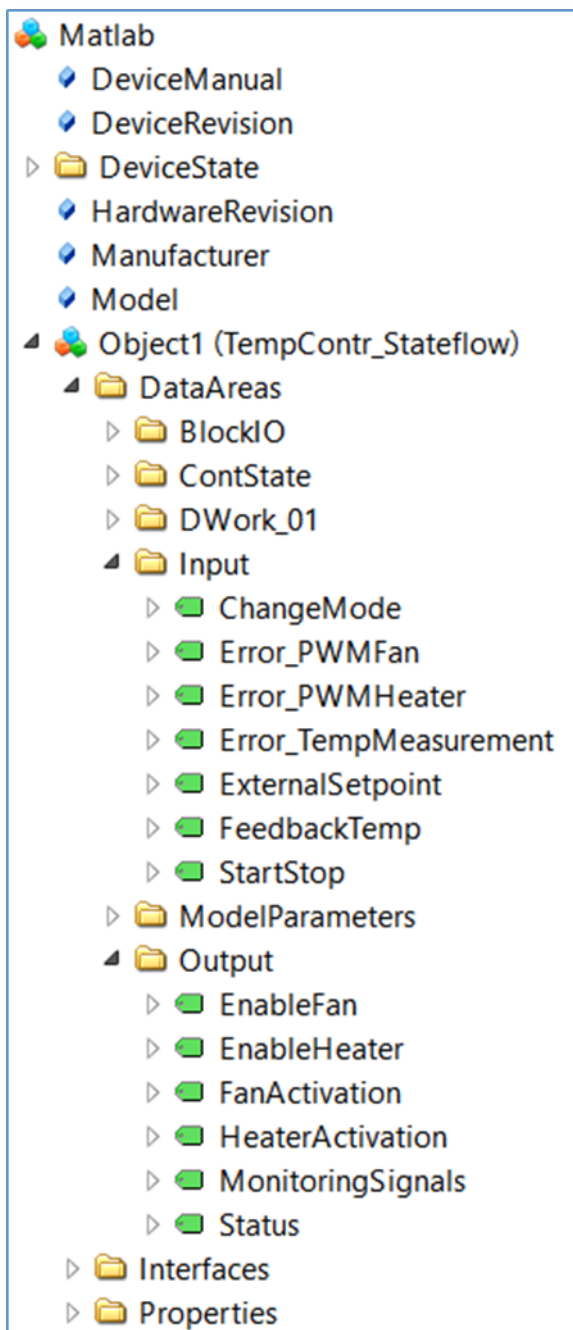 Matlab
DeviceManual
DeviceRevision
DeviceState
HardwareRevision
Manufacturer
Model
Object1 (TempContr_Stateflow)
DataAreas
BlockIO
ContState
DWork_01
Input
ChangeMode
Error_PWMFan
Error_PWMHeater
Error_TempMeasurement
ExternalSetpoint
FeedbackTemp
StartStop
ModelParameters
Output
EnableFan
EnableHeater
FanActivation
HeaterActivation
MonitoringSignals
Status
Interfaces
Properties